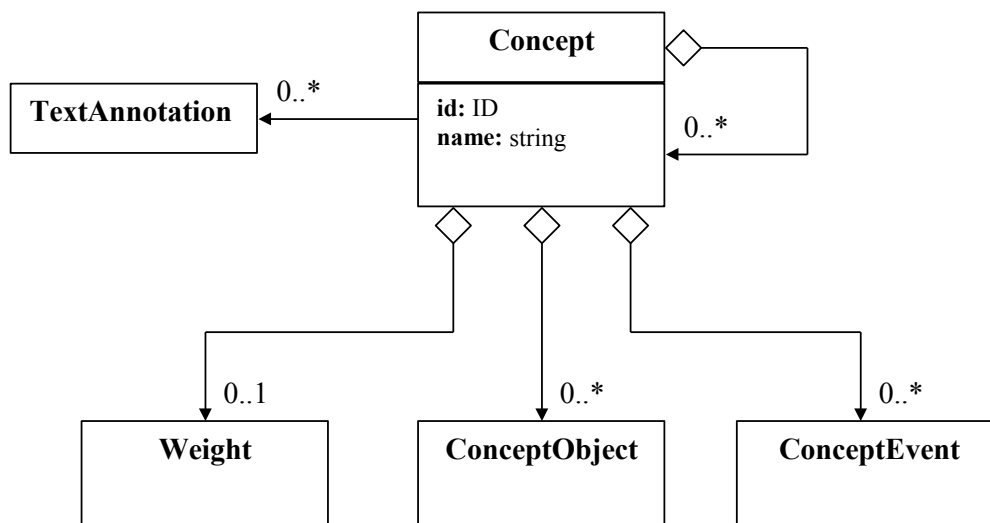 Concept
0..*
TextAnnotation
id: ID
name: string
0..*
0..1
0..*
0..*
Weight
ConceptObject
ConceptEvent